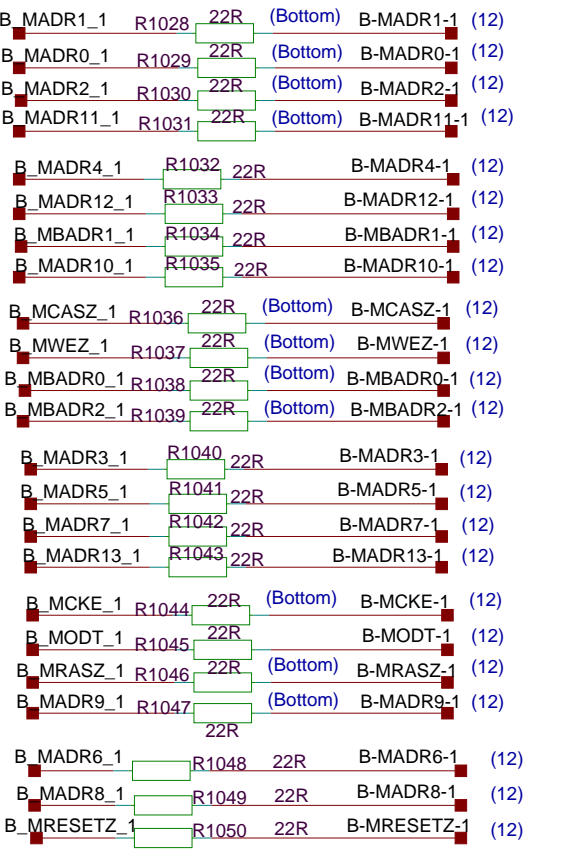 B_MADR1_1 R1028 22R (Bottom) B-MADR1-1 (12)
B_MADR0_1 R1029 22R (Bottom) B-MADR0-1 (12)
B_MADR2_1 R1030 22R (Bottom) B-MADR2-1 (12)
B_MADR11_1 R1031 22R (Bottom) B-MADR11-1 (12)
B_MADR4_1 R1032 22R B-MADR4-1 (12)
B_MADR12_1 R1033 22R B-MADR12-1 (12)
B_MBADR1_1 R1034 22R B-MBADR1-1 (12)
B_MADR10_1 R1035 22R B-MADR10-1 (12)
B_MCASZ_1 R1036 22R (Bottom) B-MCASZ-1 (12)
B_MWEZ_1 R1037 22R (Bottom) B-MWEZ-1 (12)
B_MBADR0_1 R1038 22R (Bottom) B-MBADR0-1 (12)
B_MBADR2_1 R1039 22R (Bottom) B-MBADR2-1 (12)
B_MADR3_1 R1040 22R B-MADR3-1 (12)
B_MADR5_1 R1041 22R B-MADR5-1 (12)
B_MADR7_1 R1042 22R B-MADR7-1 (12)
B_MADR13_1 R1043 22R B-MADR13-1 (12)
B_MCKE_1 R1044 22R (Bottom) B-MCKE-1 (12)
B_MODT_1 R1045 22R B-MODT-1 (12)
B_MRASZ_1 R1046 22R (Bottom) B-MRASZ-1 (12)
B_MADR9_1 R1047 22R (Bottom) B-MADR9-1 (12)
B_MADR6_1 R1048 22R B-MADR6-1 (12)
B_MADR8_1 R1049 22R B-MADR8-1 (12)
B_MRESETZ_1 R1050 22R B-MRESETZ-1 (12)